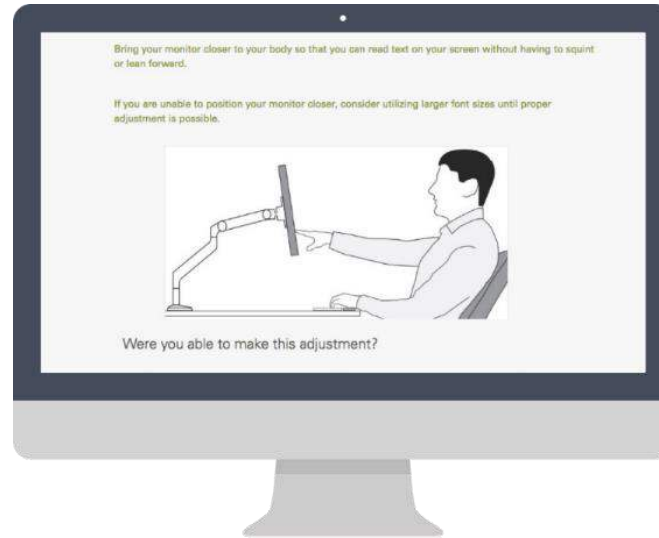 Bring your monitor closer to your body so that you can read text on your screen without having to squint
or lean forward.
If you are unable to position your monitor closer, consider utilizing larger font sizes until proper
adjustment is possible.
Were you able to make this adjustment?